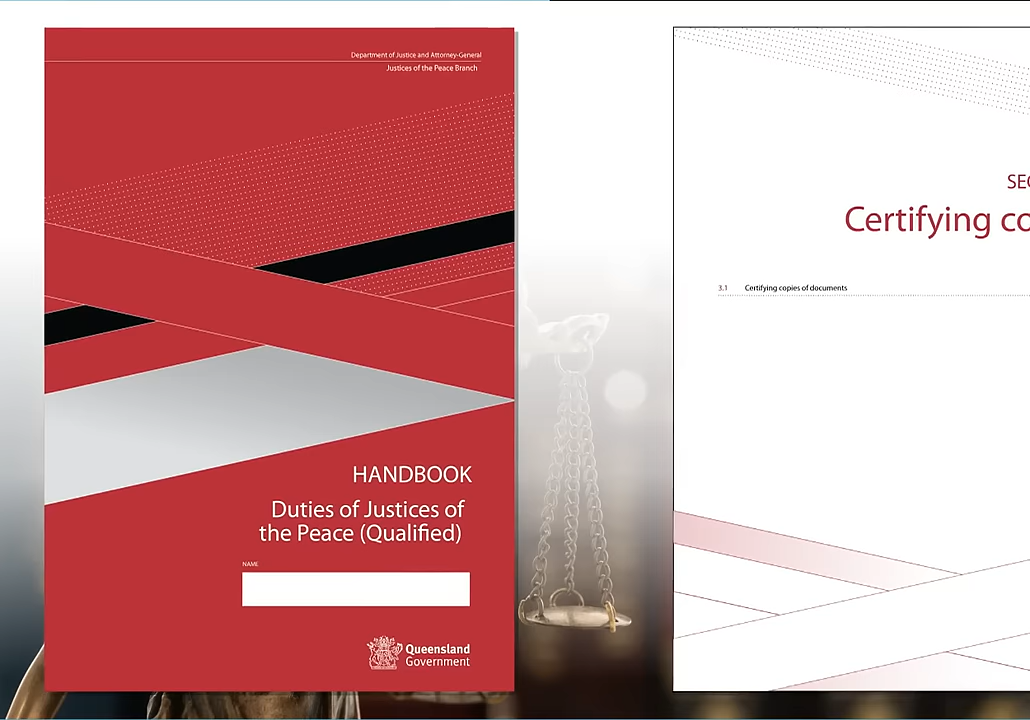 Department of Justice and Attorney-General
Justices of the Peace Branch
HANDBOOK
Duties of Justices of
the Peace (Qualified)
NAME
Queensland
Government
SEC
Certifying co
3.1 Certifying copies of documents